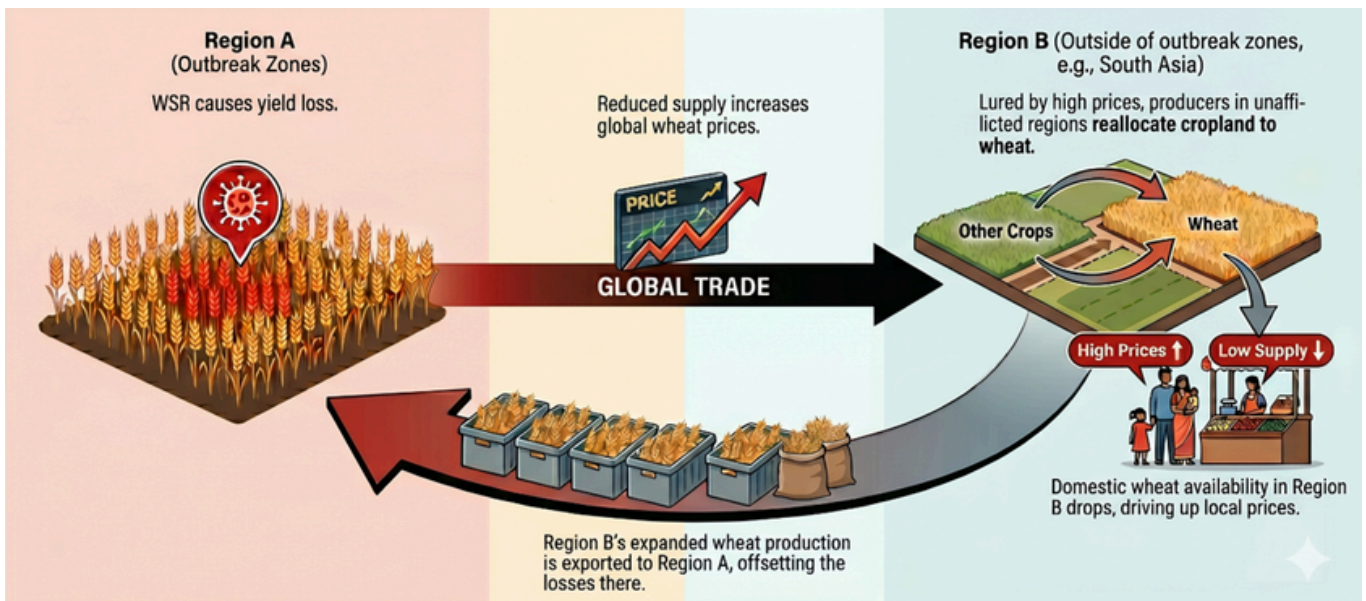 Region A
(Outbreak Zones)
WSR causes yield loss.
Reduced supply increases
global wheat prices.
PRICE
GLOBAL TRADE
Region B (Outside of outbreak zones,
e.g., South Asia)
Lured by high prices, producers in unaffi-
licted regions reallocate cropland to
wheat.
Other Crops
Wheat
High Prices ↑
Low Supply ↓
Domestic wheat availability in Region
B drops, driving up local prices.
Region B's expanded wheat production
is exported to Region A, offsetting the
losses there.